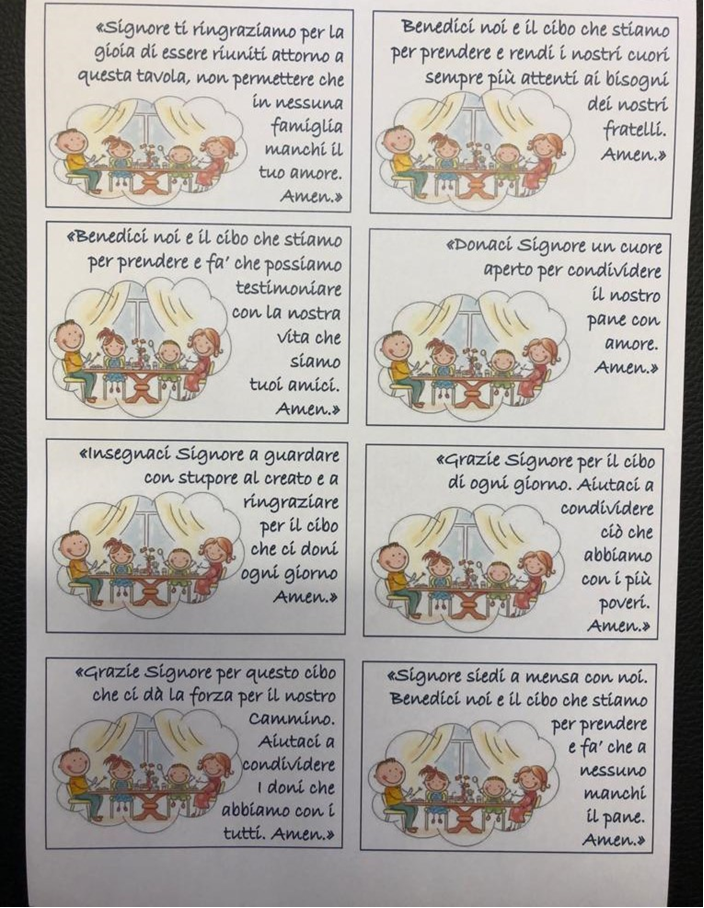 «Signore ti ringraziamo per la
gioia di essere riuniti attorno a
questa tavola, non permettere che
in nessuna
famiglia
manchi il
tuo amore.
Amen.»
Benedici noi e il cibo che stiamo
per prendere e rendi i nostri cuori
sempre più attenti ai bisogni
dei nostri
fratelli.
Amen.»
«Benedici noi e il cibo che stiamo
per prendere e fa' che possiamo
testimoniare
con la nostra
vita che
siamo
tuoi amici.
Amen.»
«Donaci Signore un cuore
aperto per condividere
il nostro
pane con
amore.
Amen.»
«Insegnaci Signore a guardare
con stupore al creato e a
ringraziare
per il cibo
che ci doni
ogni giorno
Amen.»
«Grazie Signore per il cibo
di ogni giorno. Aiutaci a
condividere
ciò che
abbiamo
con i più
poveri.
Amen.»
«Grazie Signore per questo cibo
che ci dà la forza per il nostro
Cammino.
Aiutaci a
condividere
I doni che
abbiamo con i
tutti. Amen.»
«Signore siedi a mensa con noi.
Benedici noi e il cibo che stiamo
per prendere
e fa' che a
nessuno
manchi
il pane.
Amen.»